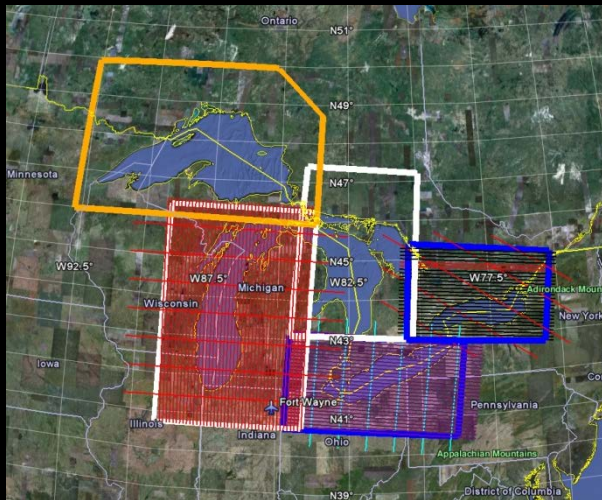 Ontario
N51°
N49°
Minnesota
N47°
W92.5°
W87.5°
N45°
W82.5°
W77.5°
Michigan
Adirondack Moun
Wisconsin
New York
N43°
Iowa
Fort Wayne
Pennsylvania
Illinois
N41°
Indiana
Ohio
Appalachian Mountains
N39°
District of Columbia